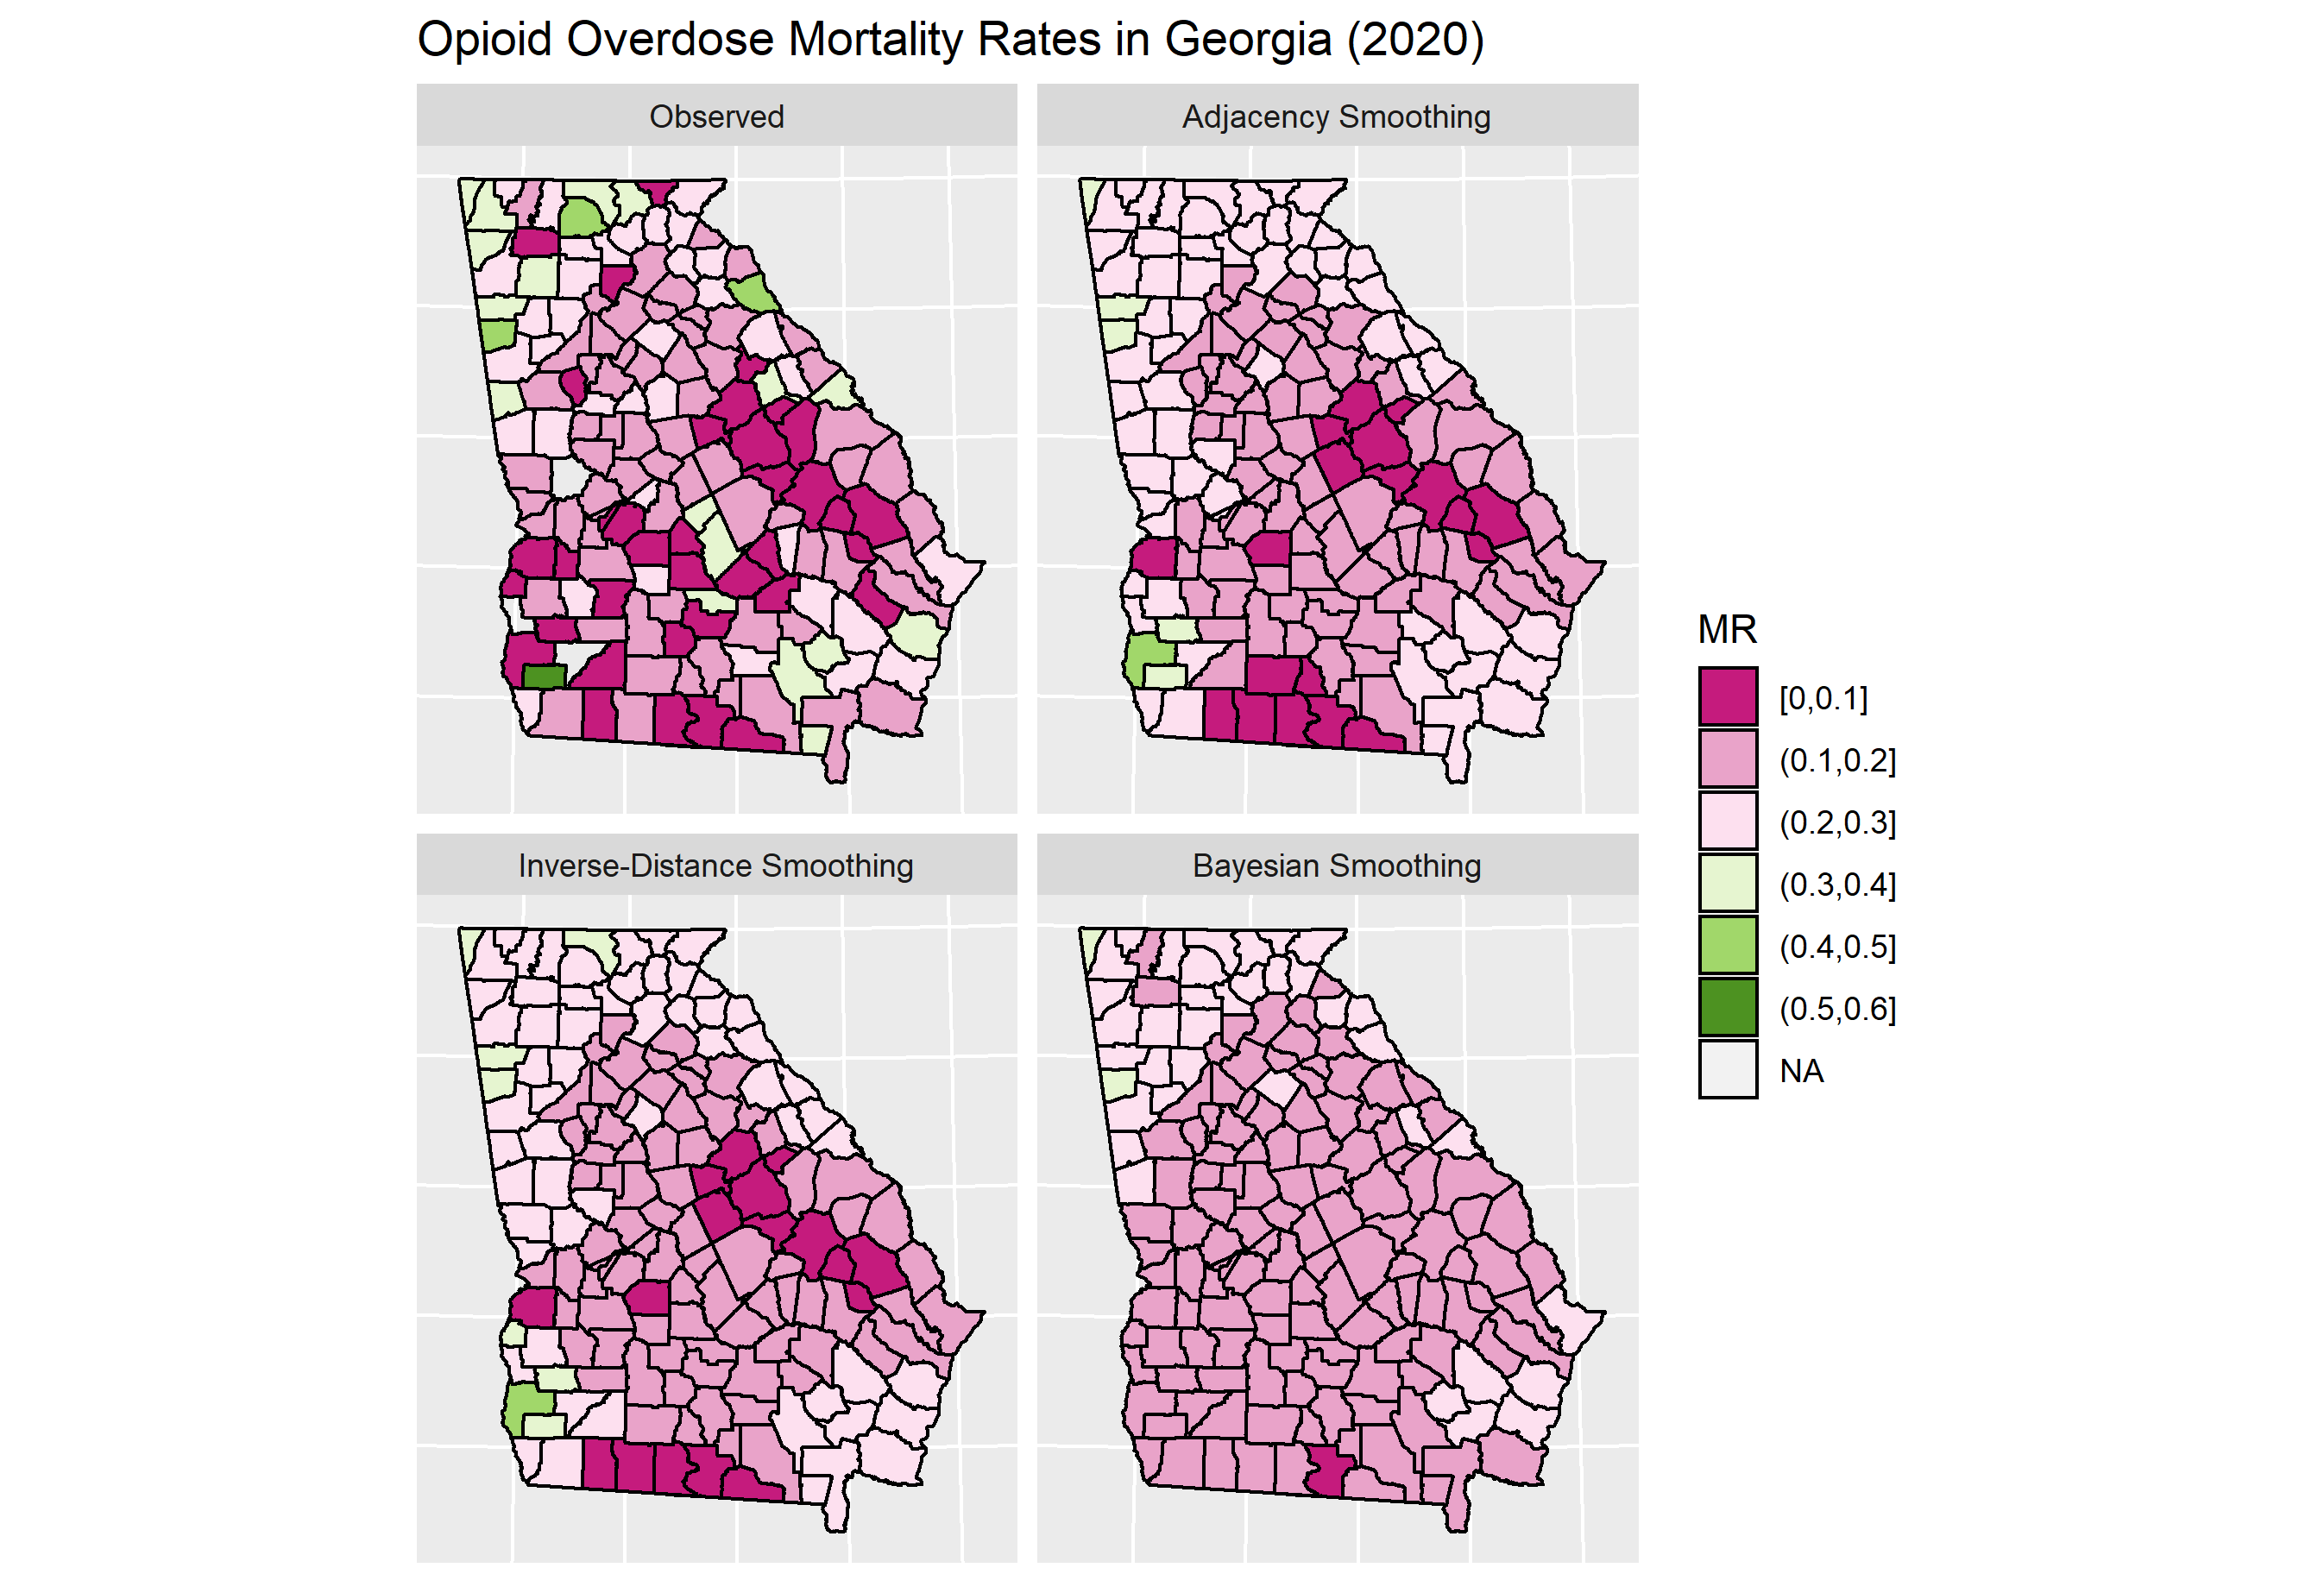 Opioid Overdose Mortality Rates in Georgia (2020)
Observed
Adjacency Smoothing
Inverse-Distance Smoothing
Bayesian Smoothing
MR
[0,0.1]
(0.1,0.2]
(0.2,0.3]
(0.3,0.4]
(0.4,0.5]
(0.5,0.6]
NA